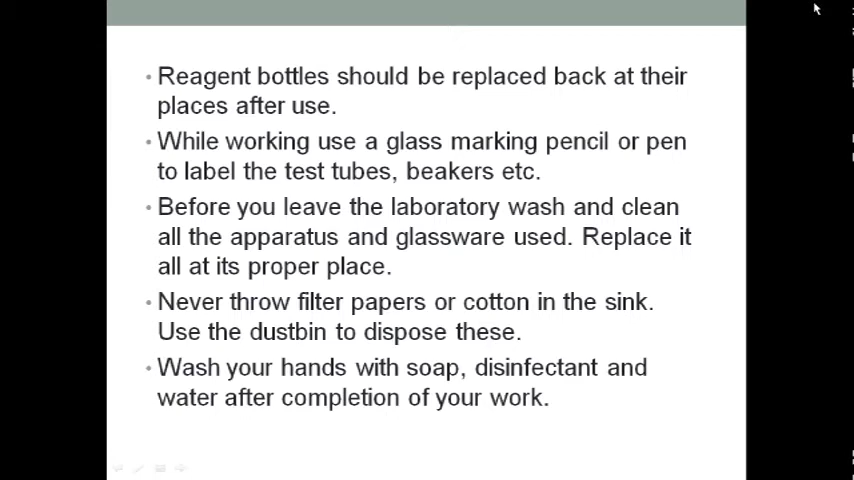 • Reagent bottles should be replaced back at their
places after use.
• While working use a glass marking pencil or pen
to label the test tubes, beakers etc.
• Before you leave the laboratory wash and clean
all the apparatus and glassware used. Replace it
all at its proper place.
• Never throw filter papers or cotton in the sink.
Use the dustbin to dispose these.
• Wash your hands with soap, disinfectant and
water after completion of your work.